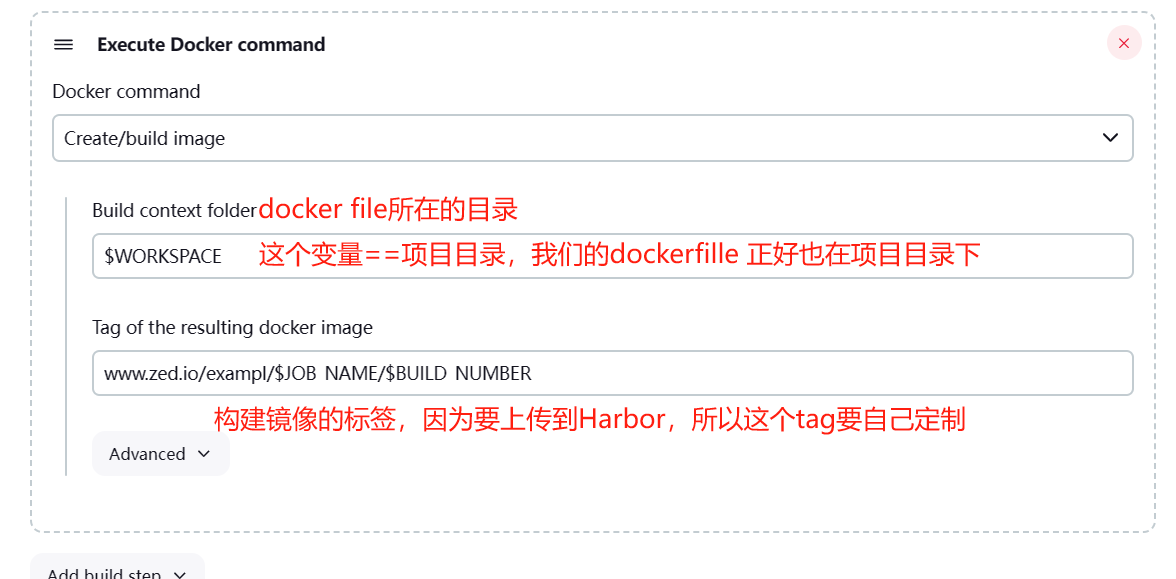 Execute Docker command
Docker command
Create/build image
Build context folder docker file所在的目录
$WORKSPACE 这个变量==项目目录，我们的dockerfille 正好也在项目目录下
Tag of the resulting docker image
www.zed.io/exampl/$JOB_NAME/$BUILD_NUMBER
构建镜像的标签，因为要上传到Harbor，所以这个tag要自己定制
Advanced
Add build step